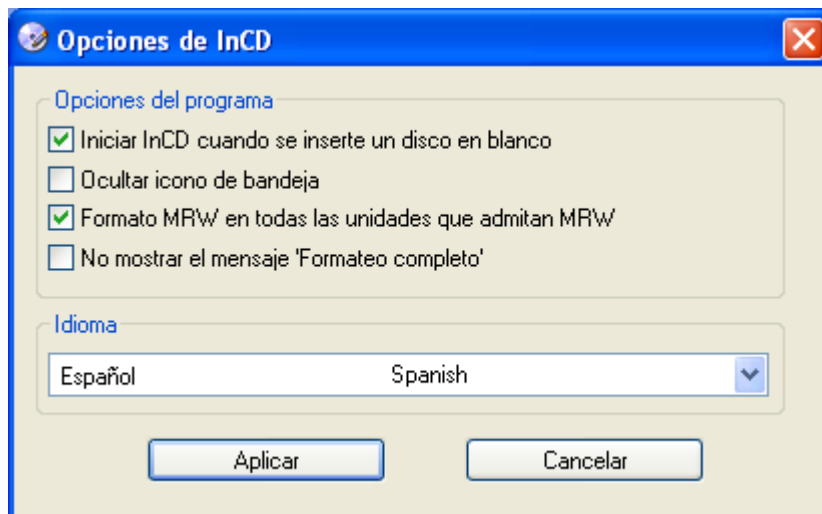 Opciones de InCD
Opciones del programa
Iniciar InCD cuando se inserte un disco en blanco
Ocultar icono de bandeja
Formato MRW en todas las unidades que admitan MRW
No mostrar el mensaje 'Formateo completo'
Idioma
Español Spanish
Aplicar Cancelar